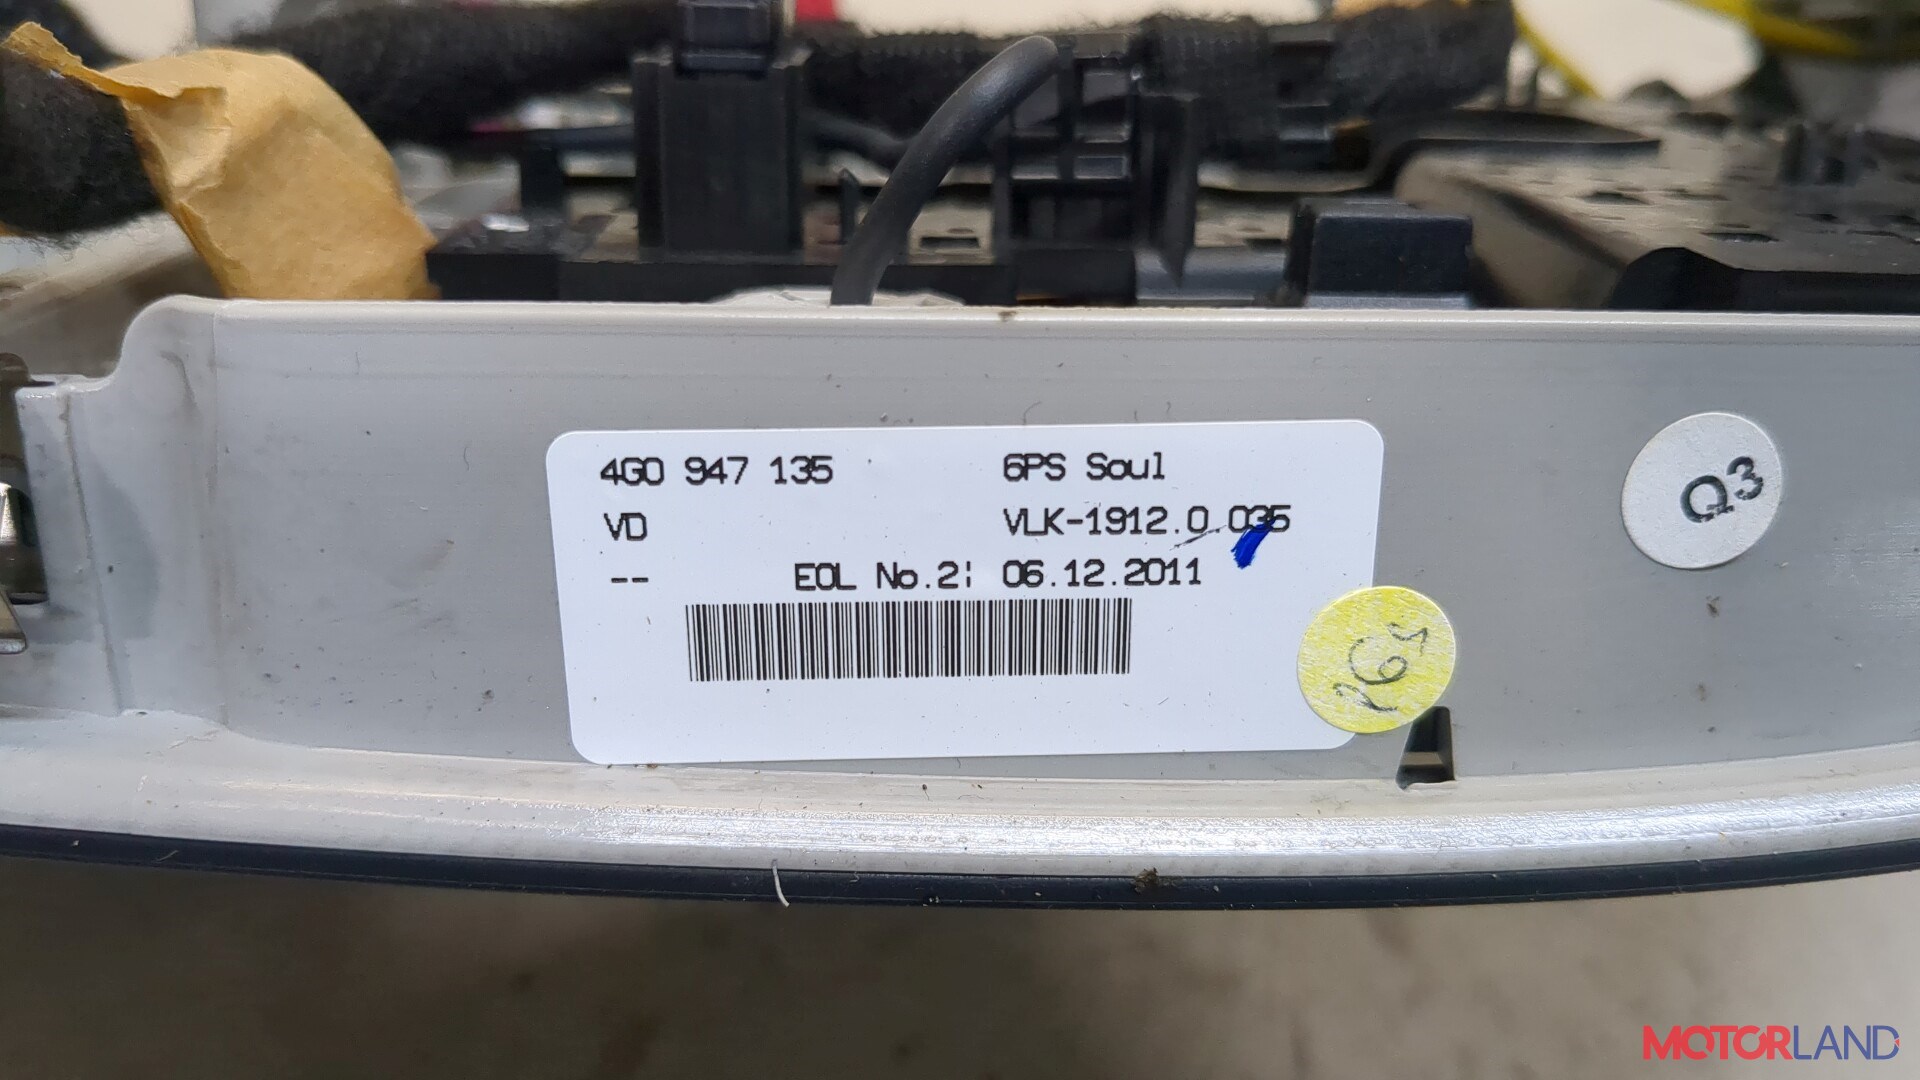 4G0 947 135 6PS Soul
VD VLK-1912.0.035
-- EOL No.2: 06.12.2011
Q3
MOTORLAND